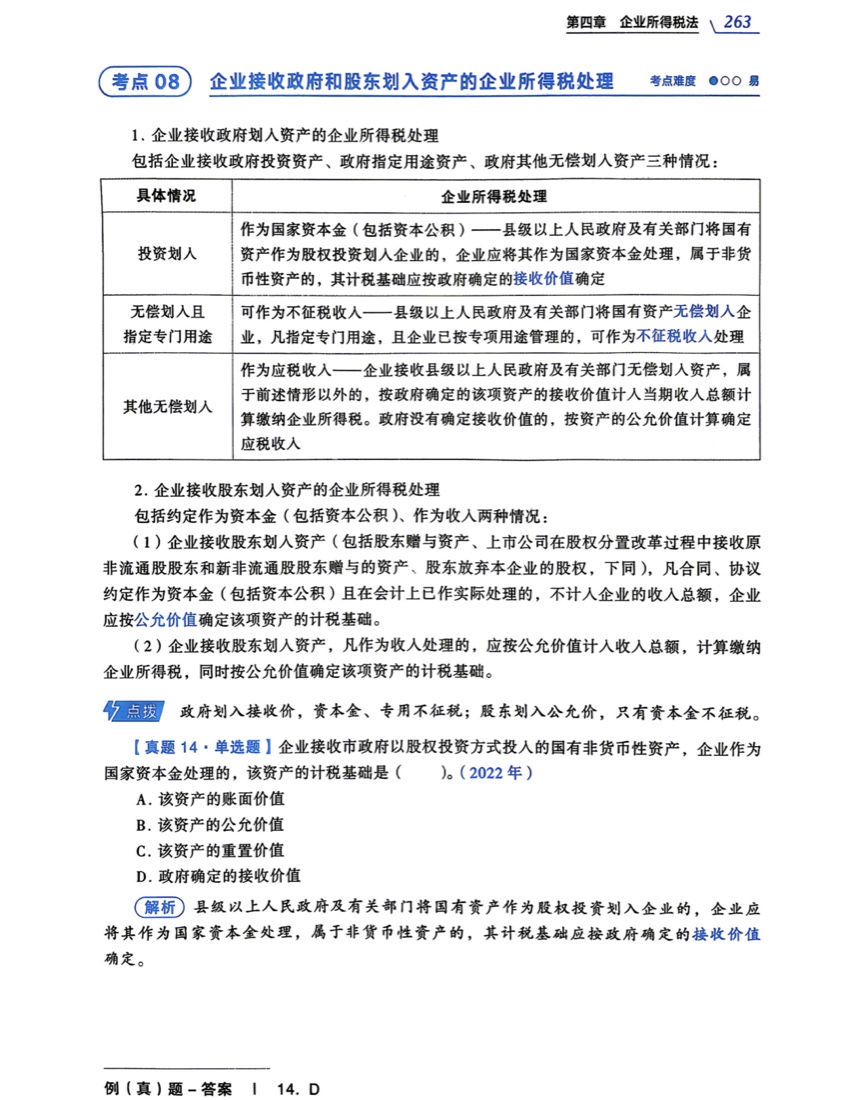 第四章 企业所得税法 263
考点 08 企业接收政府和股东划入资产的企业所得税处理 考点难度 ●○○ 易
1. 企业接收政府划入资产的企业所得税处理
包括企业接收政府投资资产、政府指定用途资产、政府其他无偿划入资产三种情况：
具体情况 企业所得税处理
投资划入
作为国家资本金（包括资本公积）——县级以上人民政府及有关部门将国有
资产作为股权投资划入企业的，企业应将其作为国家资本金处理，属于非货
币性资产的，其计税基础应按政府确定的接收价值确定
无偿划入且
指定专门用途
可作为不征税收入——县级以上人民政府及有关部门将国有资产无偿划入企
业，凡指定专门用途，且企业已按专项用途管理的，可作为不征税收入处理
其他无偿划入
作为应税收入——企业接收县级以上人民政府及有关部门无偿划入资产，属
于前述情形以外的，按政府确定的该项资产的接收价值计入当期收入总额计
算缴纳企业所得税。政府没有确定接收价值的，按资产的公允价值计算确定
应税收入
2. 企业接收股东划入资产的企业所得税处理
包括约定作为资本金（包括资本公积）、作为收入两种情况：
（1）企业接收股东划入资产（包括股东赠与资产、上市公司在股权分置改革过程中接收原
非流通股股东和新非流通股股东赠与的资产、股东放弃本企业的股权，下同），凡合同、协议
约定作为资本金（包括资本公积）且在会计上已作实际处理的，不计入企业的收入总额，企业
应按公允价值确定该项资产的计税基础。
（2）企业接收股东划入资产，凡作为收入处理的，应按公允价值计入收入总额，计算缴纳
企业所得税，同时按公允价值确定该项资产的计税基础。
点拨 政府划入接收价，资本金、专用不征税；股东划入公允价，只有资本金不征税。
【真题 14·单选题】企业接收市政府以股权投资方式投入的国有非货币性资产，企业作为
国家资本金处理的，该资产的计税基础是（ ）。（2022 年）
A. 该资产的账面价值
B. 该资产的公允价值
C. 该资产的重置价值
D. 政府确定的接收价值
解析 县级以上人民政府及有关部门将国有资产作为股权投资划入企业的，企业应
将其作为国家资本金处理，属于非货币性资产的，其计税基础应按政府确定的接收价值
确定。
例（真）题－答案 | 14. D